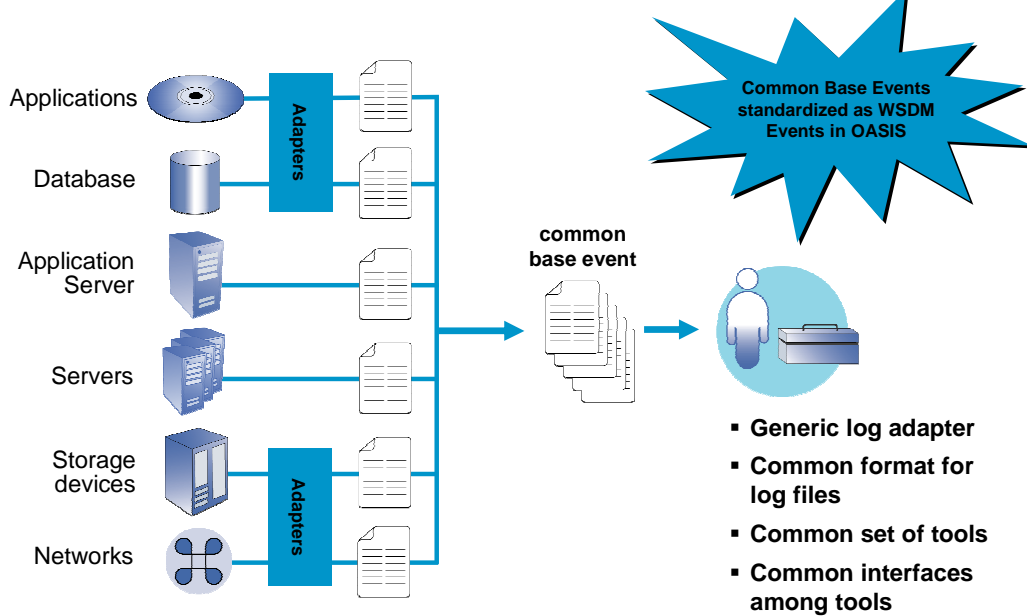 Common Base Events
standardized as WSDM
Events in OASIS
Applications
Adapters
Database
Application
Server
common
base event
Servers
Storage
devices
Adapters
Networks
▪ Generic log adapter
▪ Common format for
log files
▪ Common set of tools
▪ Common interfaces
among tools